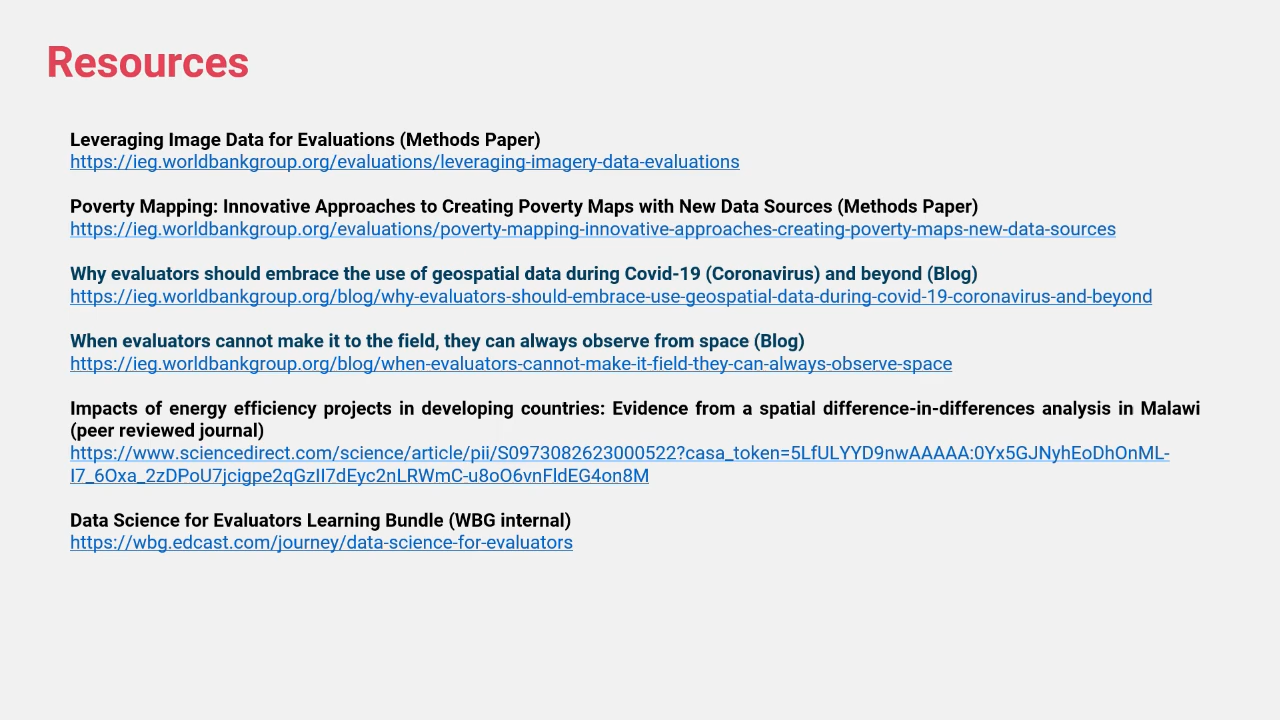 Resources
Leveraging Image Data for Evaluations (Methods Paper)
https://ieg.worldbankgroup.org/evaluations/leveraging-imagery-data-evaluations
Poverty Mapping: Innovative Approaches to Creating Poverty Maps with New Data Sources (Methods Paper)
https://ieg.worldbankgroup.org/evaluations/poverty-mapping-innovative-approaches-creating-poverty-maps-new-data-sources
Why evaluators should embrace the use of geospatial data during Covid-19 (Coronavirus) and beyond (Blog)
https://ieg.worldbankgroup.org/blog/why-evaluators-should-embrace-use-geospatial-data-during-covid-19-coronavirus-and-beyond
When evaluators cannot make it to the field, they can always observe from space (Blog)
https://ieg.worldbankgroup.org/blog/when-evaluators-cannot-make-it-field-they-can-always-observe-space
Impacts of energy efficiency projects in developing countries: Evidence from a spatial difference-in-differences analysis in Malawi
(peer reviewed journal)
https://www.sciencedirect.com/science/article/pii/S0973082623000522?casa_token=5LfULYYD9nwAAAAA:0Yx5GJNyhEoDhOnML-
I7_6Oxa_2zDPoU7jcigpe2qGzII7dEyc2nLRWmC-u8oO6vnFldEG4on8M
Data Science for Evaluators Learning Bundle (WBG internal)
https://wbg.edcast.com/journey/data-science-for-evaluators